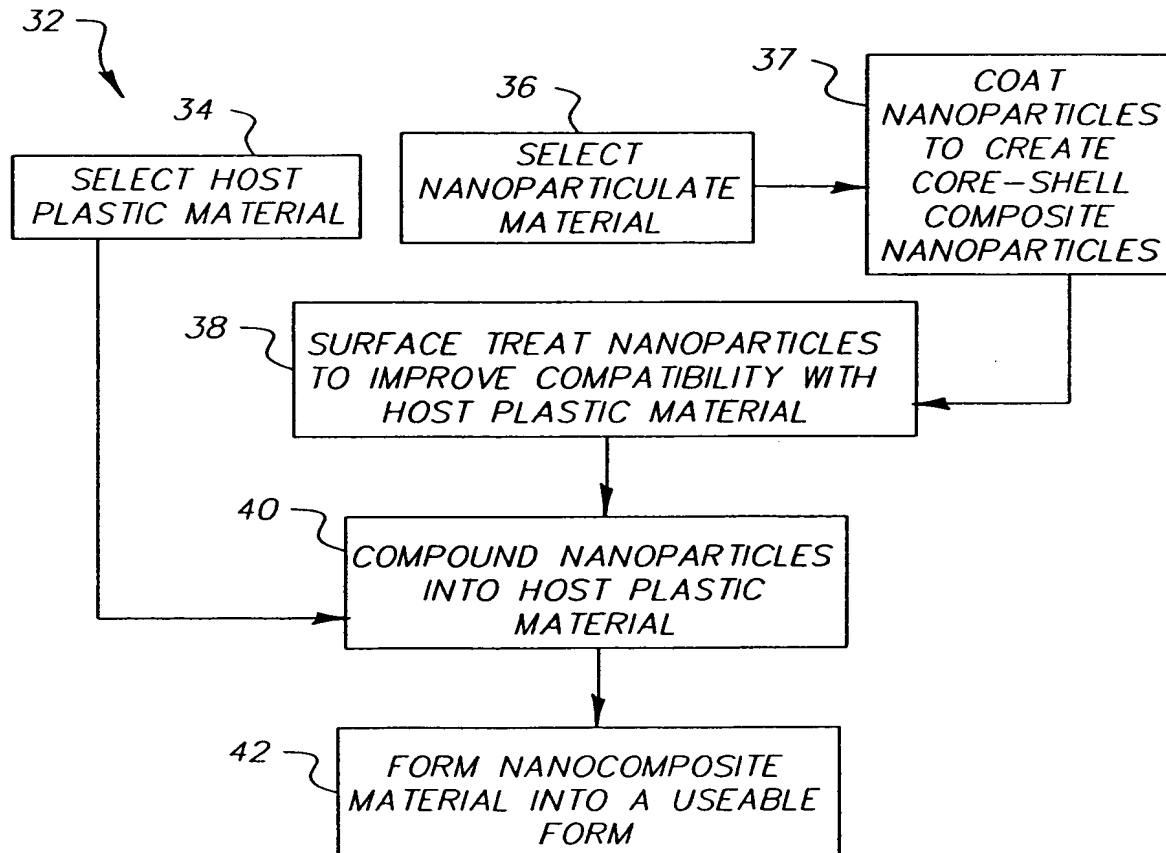 32
34
SELECT HOST
PLASTIC MATERIAL
36
SELECT
NANOPARTICULATE
MATERIAL
37
COAT
NANOPARTICLES
TO CREATE
CORE-SHELL
COMPOSITE
NANOPARTICLES
38
SURFACE TREAT NANOPARTICLES
TO IMPROVE COMPATIBILITY WITH
HOST PLASTIC MATERIAL
40
COMPOUND NANOPARTICLES
INTO HOST PLASTIC
MATERIAL
42
FORM NANOCOMPOSITE
MATERIAL INTO A USEABLE
FORM